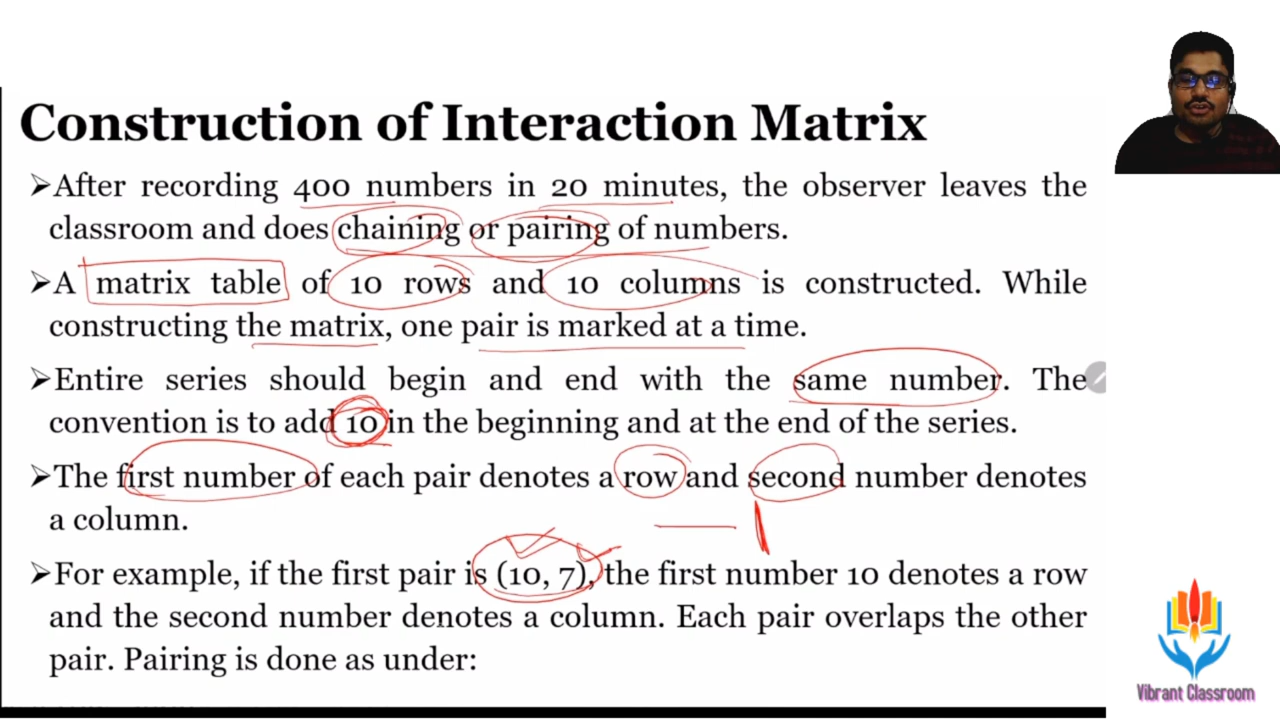 Construction of Interaction Matrix
➤After recording 400 numbers in 20 minutes, the observer leaves the
classroom and does chaining or pairing of numbers.
➤A matrix table of 10 rows and 10 columns is constructed. While
constructing the matrix, one pair is marked at a time.
➤Entire series should begin and end with the same number. The
convention is to add 10 in the beginning and at the end of the series.
➤The first number of each pair denotes a row and second number denotes
a column.
➤For example, if the first pair is (10, 7), the first number 10 denotes a row
and the second number denotes a column. Each pair overlaps the other
pair. Pairing is done as under:
Vibrant Classroom